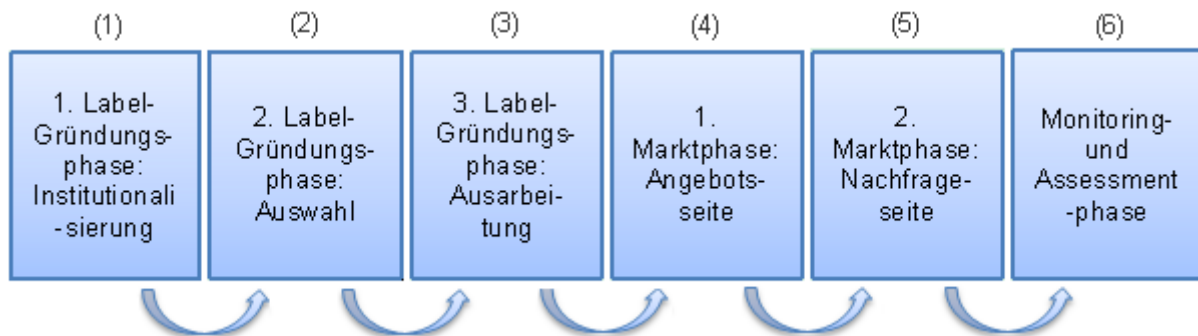 (1)
(2)
(3)
(4)
(5)
(6)
1. Label-
Gründungs-
phase:
Institutionali
-sierung
2. Label-
Gründungs-
phase:
Auswahl
3. Label-
Gründungs-
phase:
Ausarbei-
tung
1.
Marktphase:
Angebots-
seite
2.
Marktphase:
Nachfrage-
seite
Monitoring-
und
Assessment
-phase